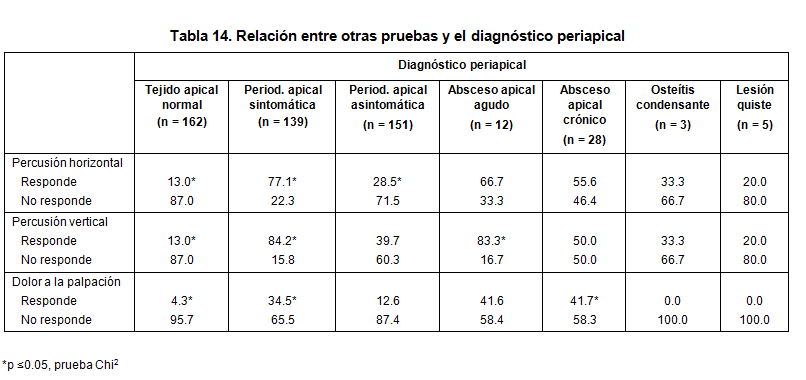 Tabla 14. Relación entre otras pruebas y el diagnóstico periapical
Diagnóstico periapical
Tejido apical normal (n = 162) Period. apical sintomática (n = 139) Period. apical asintomática (n = 151) Absceso apical agudo (n = 12) Absceso apical crónico (n = 28) Osteítis condensante (n = 3) Lesión quiste (n = 5)
Percusión horizontal
Responde 13.0* 77.1* 28.5* 66.7 55.6 33.3 20.0
No responde 87.0 22.3 71.5 33.3 46.4 66.7 80.0
Percusión vertical
Responde 13.0* 84.2* 39.7 83.3* 50.0 33.3 20.0
No responde 87.0 15.8 60.3 16.7 50.0 66.7 80.0
Dolor a la palpación
Responde 4.3* 34.5* 12.6 41.6 41.7* 0.0 0.0
No responde 95.7 65.5 87.4 58.4 58.3 100.0 100.0
*p ≤0.05, prueba Chi²